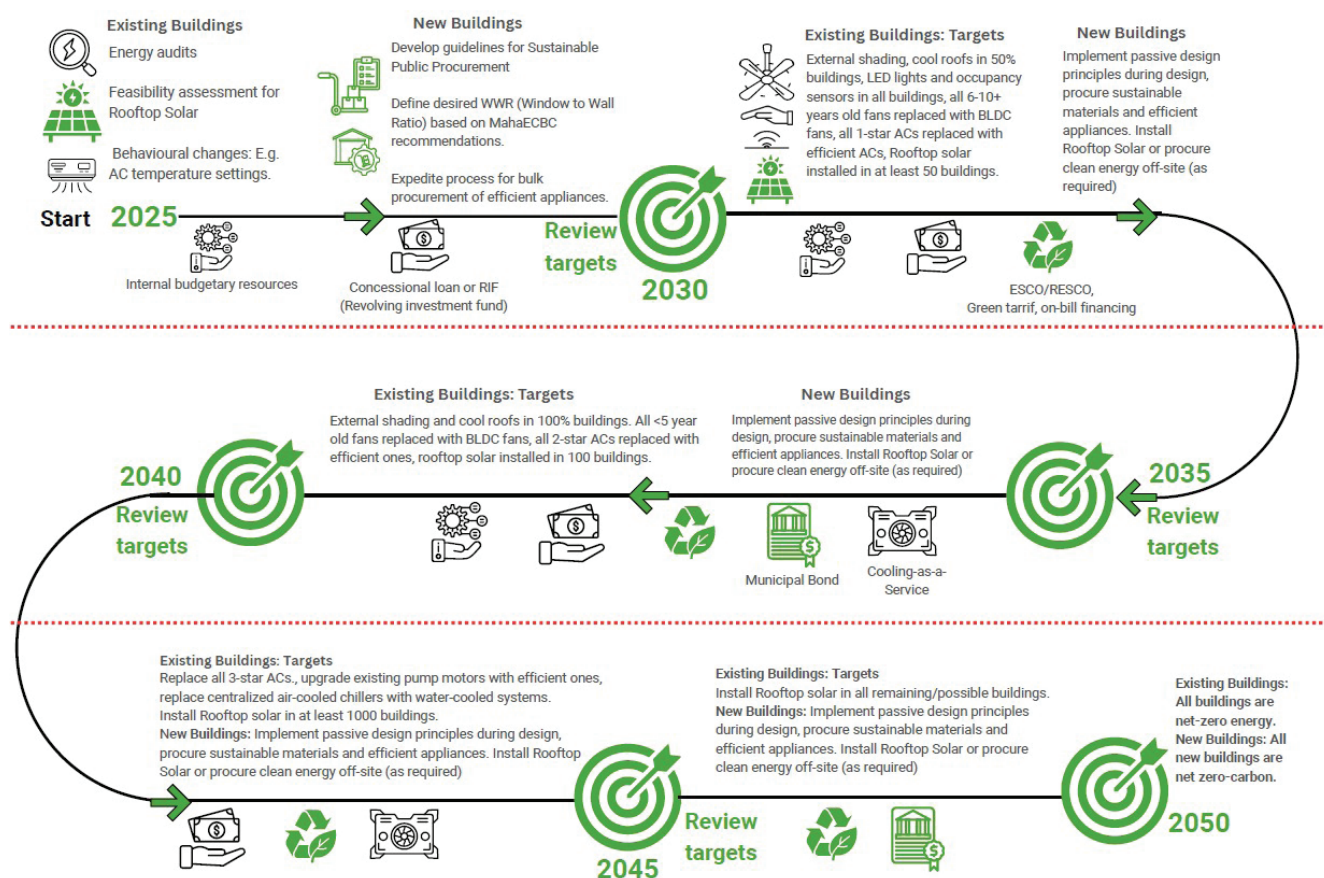 Existing Buildings
Energy audits
Feasibility assessment for
Rooftop Solar
Behavioural changes: E.g.
AC temperature settings.
New Buildings
Develop guidelines for Sustainable
Public Procurement
Define desired WWR (Window to Wall
Ratio) based on MahaECBC
recommendations.
Expedite process for bulk
procurement of efficient appliances.
Existing Buildings: Targets
External shading, cool roofs in 50%
buildings, LED lights and occupancy
sensors in all buildings, all 6-10+
years old fans replaced with BLDC
fans, all 1-star ACs replaced with
efficient ACs, Rooftop solar
installed in at least 50 buildings.
New Buildings
Implement passive design
principles during design,
procure sustainable
materials and efficient
appliances. Install
Rooftop Solar or procure
clean energy off-site (as
required)
Start 2025
Internal budgetary resources
Concessional loan or RIF
(Revolving investment fund)
Review
targets
2030
ESCO/RESCO,
Green tarrif, on-bill financing
Existing Buildings: Targets
External shading and cool roofs in 100% buildings. All <5 year
old fans replaced with BLDC fans, all 2-star ACs replaced with
efficient ones, rooftop solar installed in 100 buildings.
New Buildings
Implement passive design principles during
design, procure sustainable materials and
efficient appliances. Install Rooftop Solar or
procure clean energy off-site (as required)
2035
Review
targets
2040
Review
targets
Municipal Bond
Cooling-as-a-
Service
Existing Buildings: Targets
Replace all 3-star ACs., upgrade existing pump motors with efficient ones,
replace centralized air-cooled chillers with water-cooled systems.
Install Rooftop solar in at least 1000 buildings.
New Buildings: Implement passive design principles during design,
procure sustainable materials and efficient appliances. Install Rooftop
Solar or procure clean energy off-site (as required)
2045
Review
targets
Existing Buildings: Targets
Install Rooftop solar in all remaining/possible buildings.
New Buildings: Implement passive design principles
during design, procure sustainable materials and
efficient appliances. Install Rooftop Solar or procure
clean energy off-site (as required)
Existing Buildings:
All buildings are
net-zero energy.
New Buildings: All
new buildings are
net zero-carbon.
2050